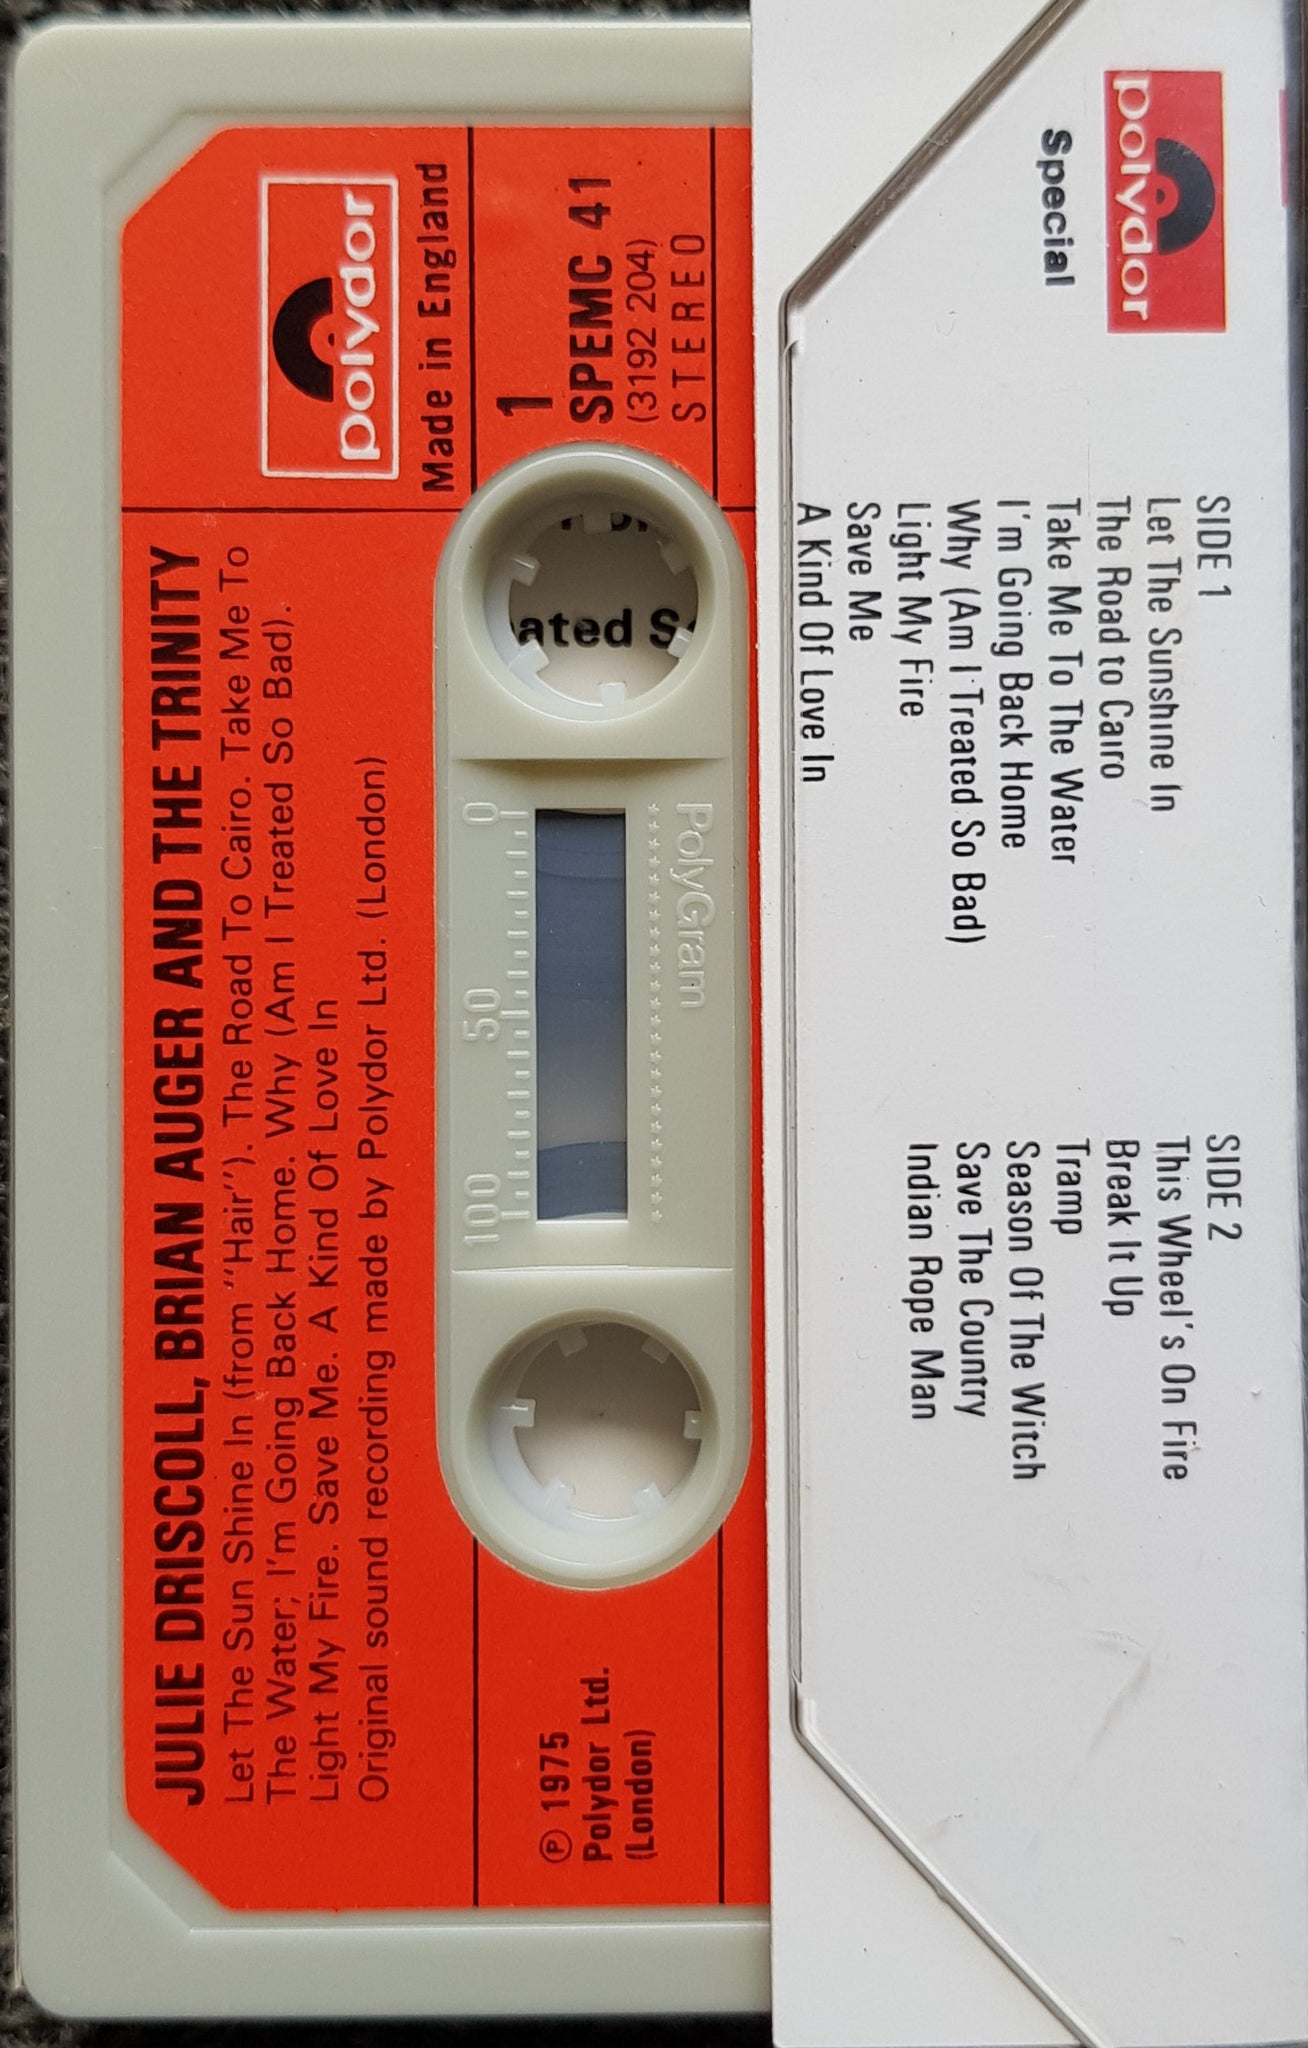 JULIE DRISCOLL, BRIAN AUGER AND THE TRINITY
Let The Sun Shine In (from "Hair"). The Road To Cairo. Take Me To
The Water; I'm Going Back Home. Why (Am I Treated So Bad).
Light My Fire. Save Me. A Kind Of Love In
Original sound recording made by Polydor Ltd. (London)
polydor
Made in England
1
SPEMC 41
(3192 204)
STEREO
℗ 1975
Polydor Ltd.
(London)
ated S
0 50 100
PolyGram
polydor
Special
SIDE 1
Let The Sunshine In
The Road to Cairo
Take Me To The Water
I'm Going Back Home
Why (Am I Treated So Bad)
Light My Fire
Save Me
A Kind Of Love In
SIDE 2
This Wheel's On Fire
Break It Up
Tramp
Season Of The Witch
Save The Country
Indian Rope Man